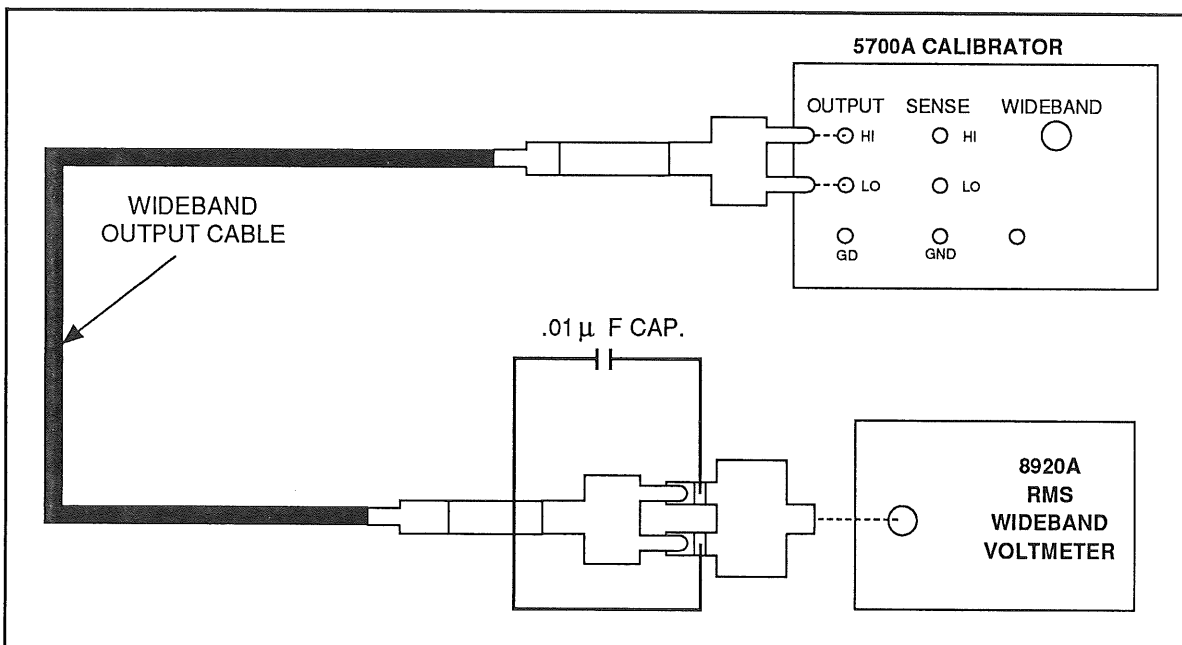 5700A CALIBRATOR
OUTPUT SENSE WIDEBAND
HI HI
LO LO
GD GND
WIDEBAND
OUTPUT CABLE
.01 μ F CAP.
8920A
RMS
WIDEBAND
VOLTMETER